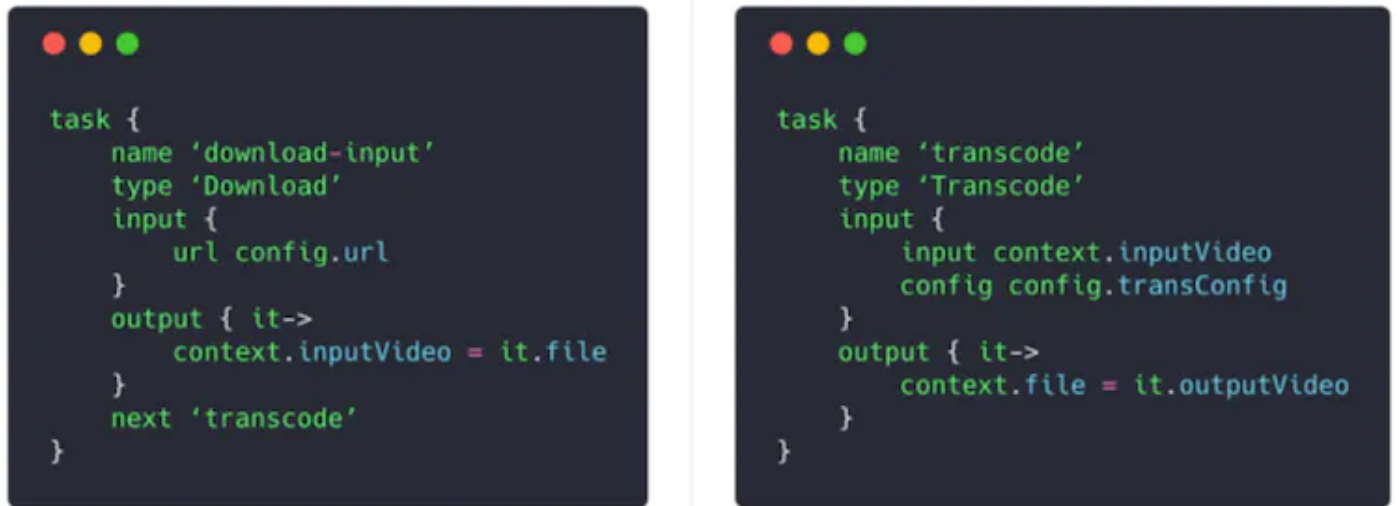 task {
name ‘download-input’
type ‘Download’
input {
url config.url
}
output { it->
context.inputVideo = it.file
}
next ‘transcode’
}
task {
name ‘transcode’
type ‘Transcode’
input {
input context.inputVideo
config config.transConfig
}
output { it->
context.file = it.outputVideo
}
}